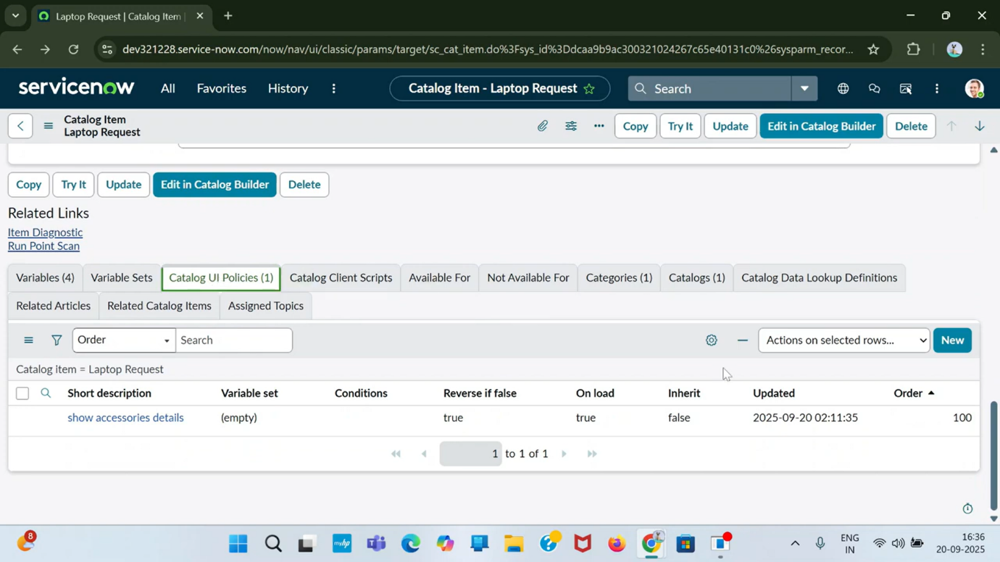 Laptop Request | Catalog Item |
dev321228.service-now.com/now/nav/ui/classic/params/target/sc_cat_item.do%3Fsys_id%3Ddcaa9b9ac300321024267c65e40131c0%26sysparm_recor...
servicenow All Favorites History Catalog Item - Laptop Request Search
Catalog Item
Laptop Request
Copy Try It Update Edit in Catalog Builder Delete
Copy Try It Update Edit in Catalog Builder Delete
Related Links
Item Diagnostic
Run Point Scan
Variables (4) Variable Sets Catalog UI Policies (1) Catalog Client Scripts Available For Not Available For Categories (1) Catalogs (1) Catalog Data Lookup Definitions
Related Articles Related Catalog Items Assigned Topics
Order Search Actions on selected rows... New
Catalog item = Laptop Request
Short description Variable set Conditions Reverse if false On load Inherit Updated Order
show accessories details (empty) true true false 2025-09-20 02:11:35 100
1 to 1 of 1
8 myhp ENG 16:36
IN 20-09-2025